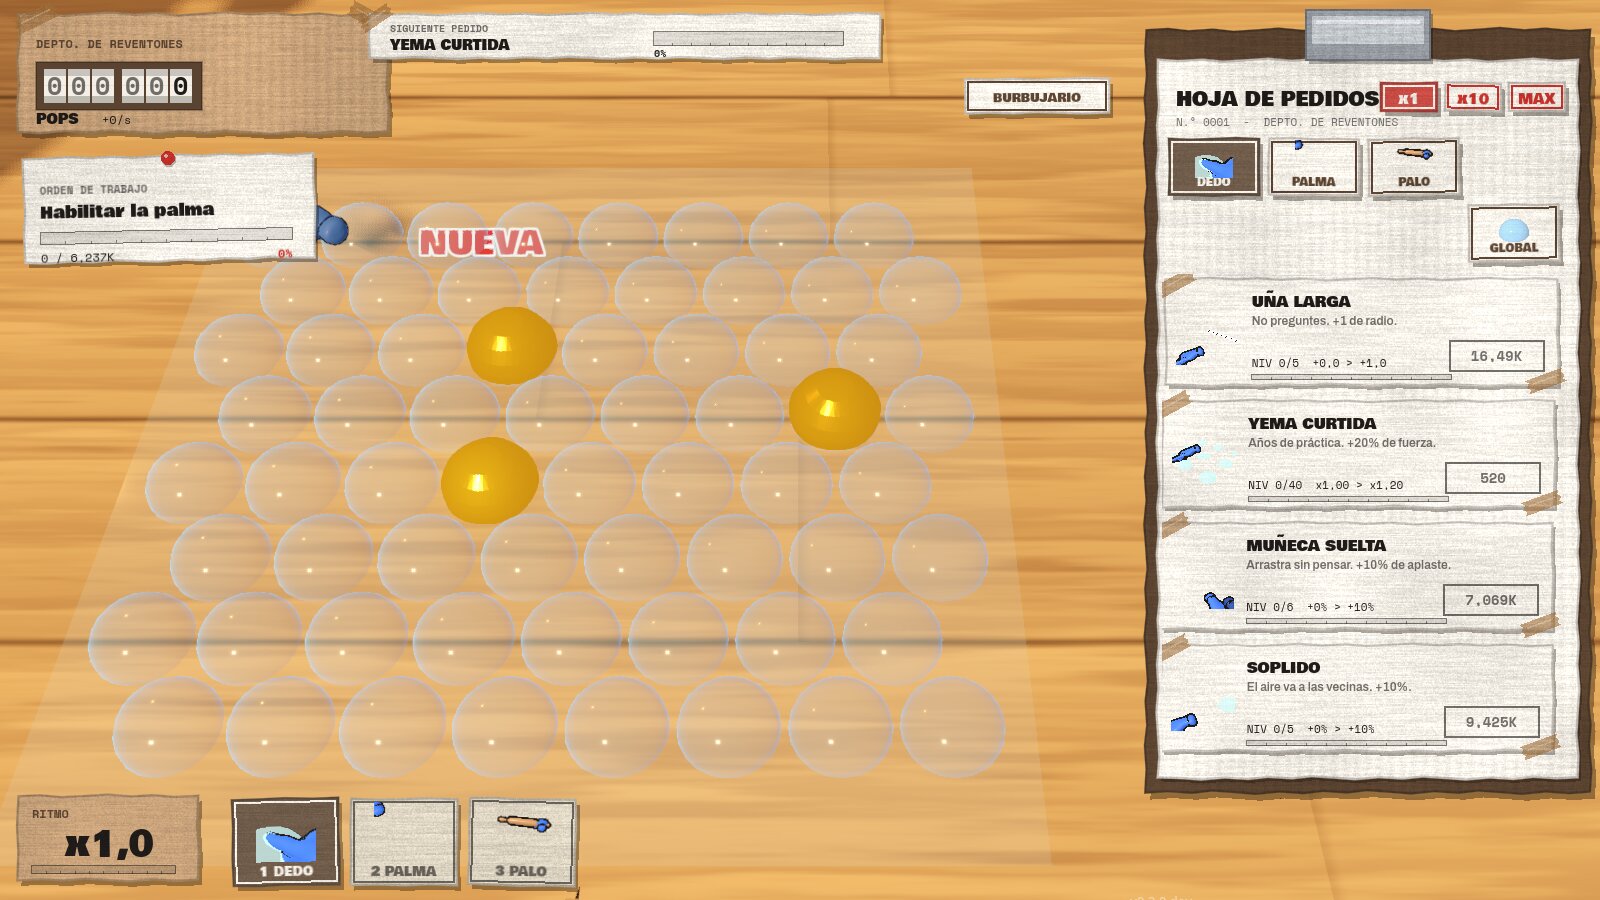 DEPTO. DE REVENTONES
000 000
POPS +0/s
SIGUIENTE PEDIDO
YEMA CURTIDA
0%
BURBUJARIO
ORDEN DE TRABAJO
Habilitar la palma
0 / 6,237K 0%
NUEVA
HOJA DE PEDIDOS
x1
x10
MAX
N.º 0001 - DEPTO. DE REVENTONES
DEDO
PALMA
PALO
GLOBAL
UÑA LARGA
No preguntes. +1 de radio.
NIV 0/5 +0,0 > +1,0
16,49K
YEMA CURTIDA
Años de práctica. +20% de fuerza.
NIV 0/40 x1,00 > x1,20
520
MUÑECA SUELTA
Arrastra sin pensar. +10% de aplaste.
NIV 0/6 +0% > +10%
7,069K
SOPLIDO
El aire va a las vecinas. +10%.
NIV 0/5 +0% > +10%
9,425K
RITMO
x1,0
1 DEDO
2 PALMA
3 PALO